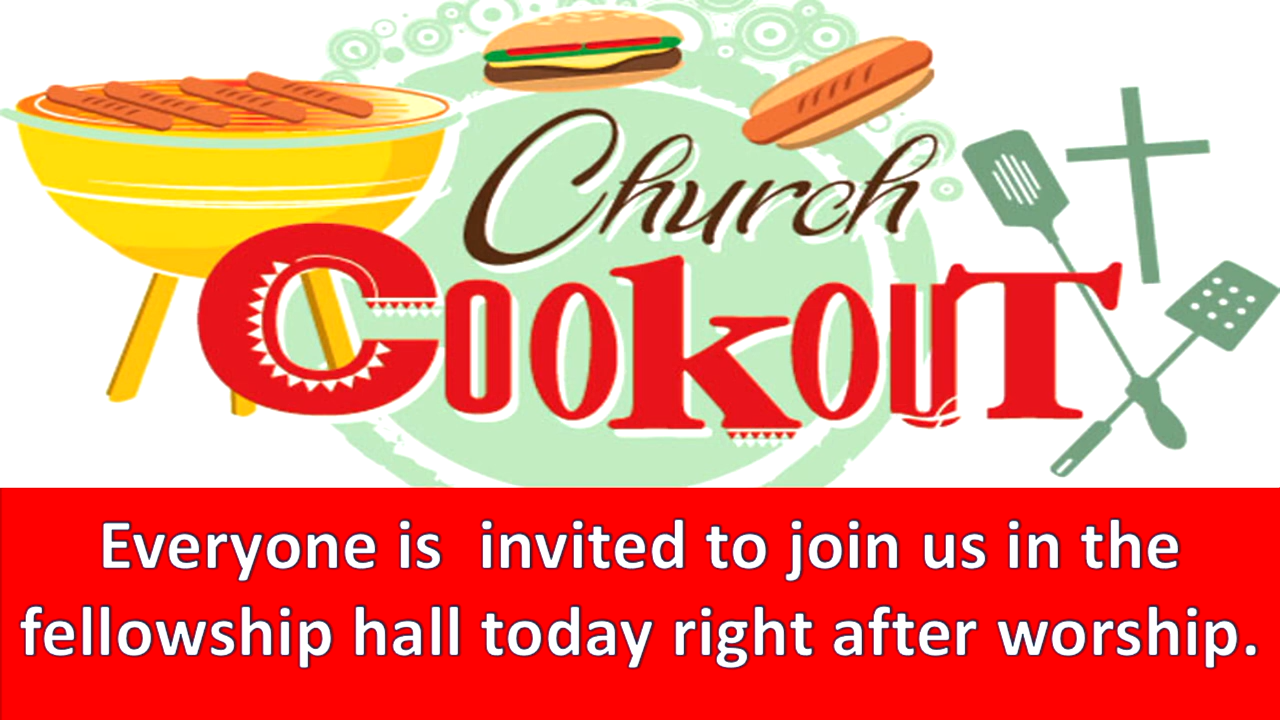 Church
Cookout
Everyone is  invited to join us in the
fellowship hall today right after worship.